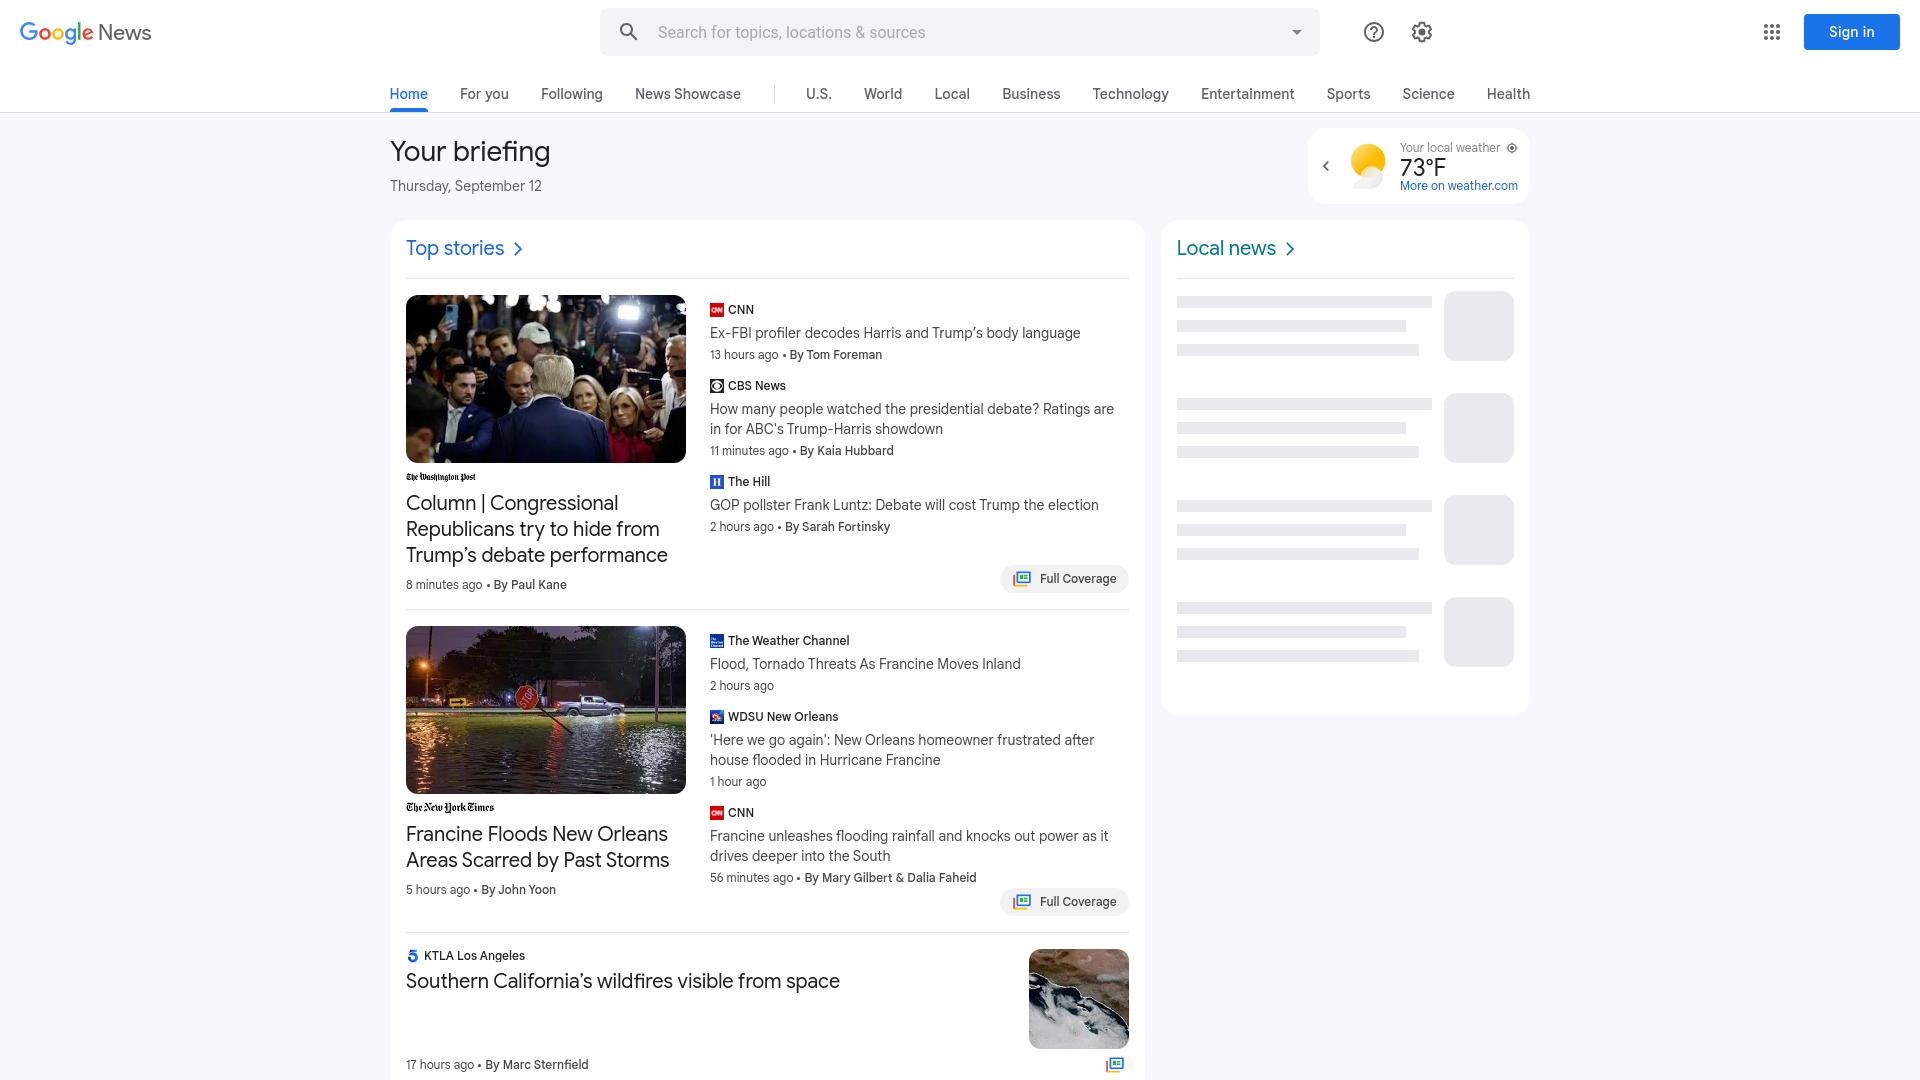 Google News
Search for topics, locations & sources
Sign in
Home
For you
Following
News Showcase
U.S.
World
Local
Business
Technology
Entertainment
Sports
Science
Health
Your briefing
Thursday, September 12
Your local weather
73°F
More on weather.com
Top stories
The Washington Post
Column | Congressional
Republicans try to hide from
Trump’s debate performance
8 minutes ago • By Paul Kane
CNN
Ex-FBI profiler decodes Harris and Trump’s body language
13 hours ago • By Tom Foreman
CBS News
How many people watched the presidential debate? Ratings are
in for ABC's Trump-Harris showdown
11 minutes ago • By Kaia Hubbard
H The Hill
GOP pollster Frank Luntz: Debate will cost Trump the election
2 hours ago • By Sarah Fortinsky
Full Coverage
STOP
The New York Times
Francine Floods New Orleans
Areas Scarred by Past Storms
5 hours ago • By John Yoon
The Weather Channel
Flood, Tornado Threats As Francine Moves Inland
2 hours ago
WDSU New Orleans
'Here we go again': New Orleans homeowner frustrated after
house flooded in Hurricane Francine
1 hour ago
CNN
Francine unleashes flooding rainfall and knocks out power as it
drives deeper into the South
56 minutes ago • By Mary Gilbert & Dalia Faheid
Full Coverage
5 KTLA Los Angeles
Southern California’s wildfires visible from space
17 hours ago • By Marc Sternfield
Local news